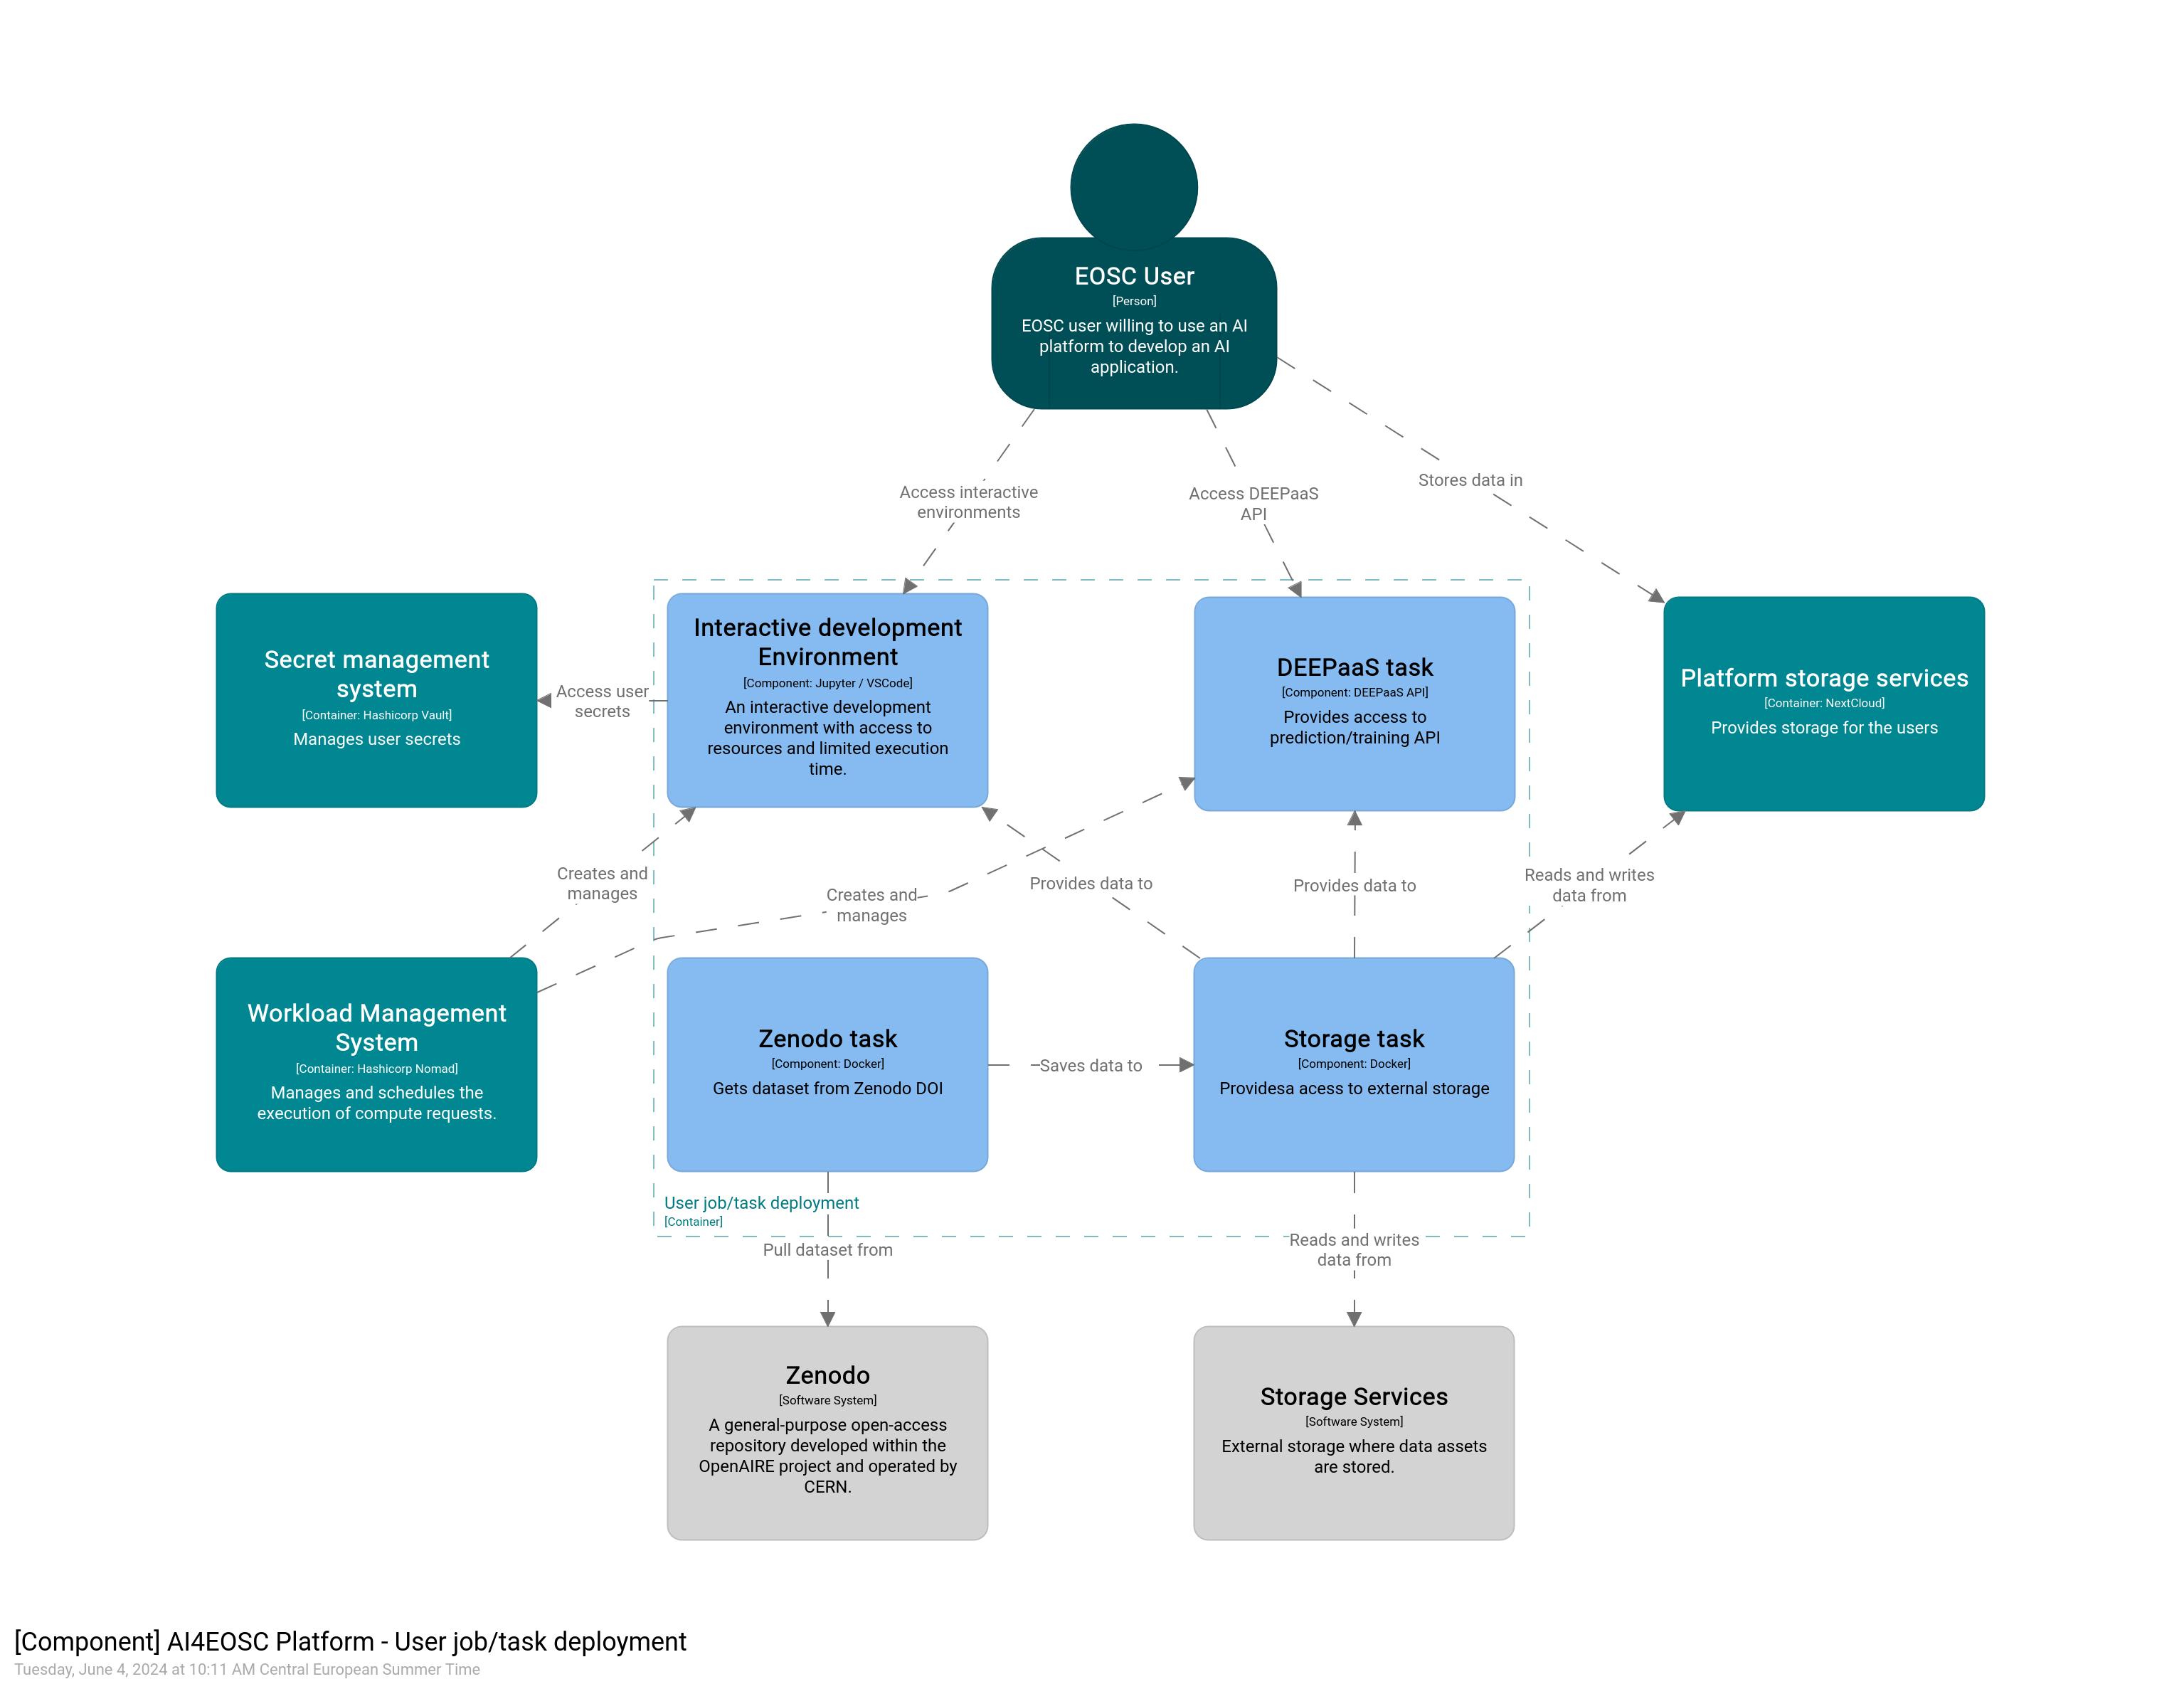 EOSC User
[Person]
EOSC user willing to use an AI
platform to develop an AI
application.
Access interactive
environments
Access DEEPaaS
API
Stores data in
Secret management
system
[Container: Hashicorp Vault]
Manages user secrets
Access user
secrets
Interactive development
Environment
[Component: Jupyter / VSCode]
An interactive development
environment with access to
resources and limited execution
time.
DEEPaaS task
[Component: DEEPaaS API]
Provides access to
prediction/training API
Platform storage services
[Container: NextCloud]
Provides storage for the users
Creates and
manages
Creates and
manages
Provides data to
Provides data to
Reads and writes
data from
Workload Management
System
[Container: Hashicorp Nomad]
Manages and schedules the
execution of compute requests.
Zenodo task
[Component: Docker]
Gets dataset from Zenodo DOI
Saves data to
Storage task
[Component: Docker]
Providesa acess to external storage
User job/task deployment
[Container]
Pull dataset from
Reads and writes
data from
Zenodo
[Software System]
A general-purpose open-access
repository developed within the
OpenAIRE project and operated by
CERN.
Storage Services
[Software System]
External storage where data assets
are stored.
[Component] AI4EOSC Platform - User job/task deployment
Tuesday, June 4, 2024 at 10:11 AM Central European Summer Time